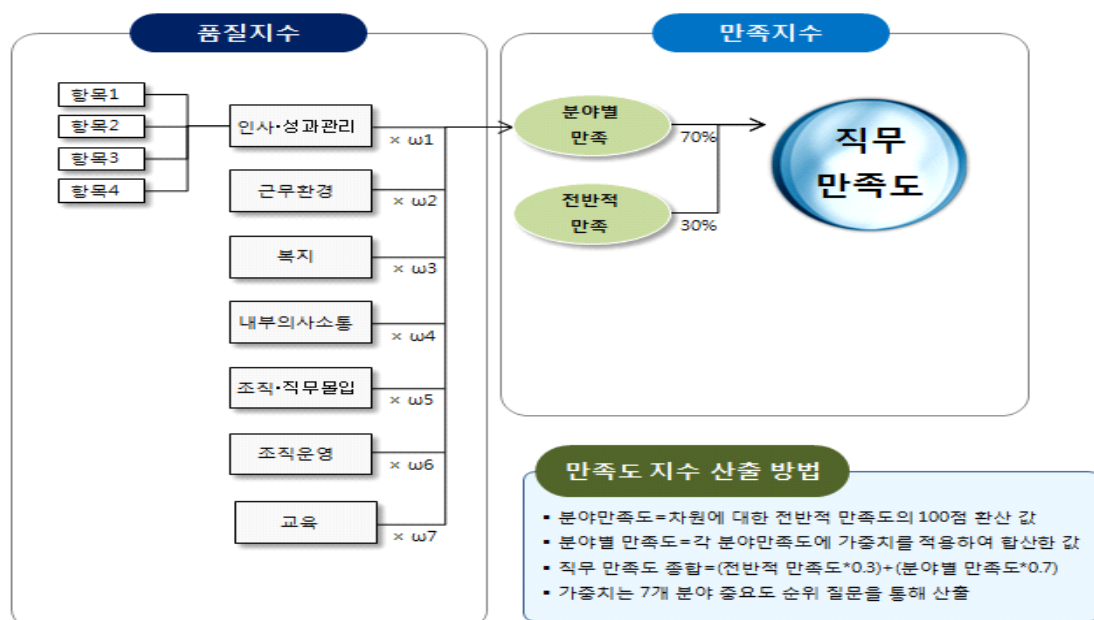 품질지수
항목1
항목2
항목3
항목4
인사·성과관리
× ω1
근무환경
× ω2
복지
× ω3
내부의사소통
× ω4
조직·직무몰입
× ω5
조직운영
× ω6
교육
× ω7
만족지수
분야별
만족
70%
전반적
만족
30%
직무
만족도
만족도 지수 산출 방법
▪ 분야만족도=차원에 대한 전반적 만족도의 100점 환산 값
▪ 분야별 만족도=각 분야만족도에 가중치를 적용하여 합산한 값
▪ 직무 만족도 종합=(전반적 만족도*0.3)+(분야별 만족도*0.7)
▪ 가중치는 7개 분야 중요도 순위 질문을 통해 산출